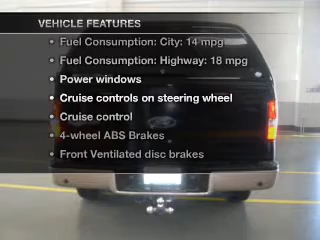 VEHICLE FEATURES
• Fuel Consumption: City: 14 mpg
• Fuel Consumption: Highway: 18 mpg
• Power windows
• Cruise controls on steering wheel
• Cruise control
• 4-wheel ABS Brakes
• Front Ventilated disc brakes